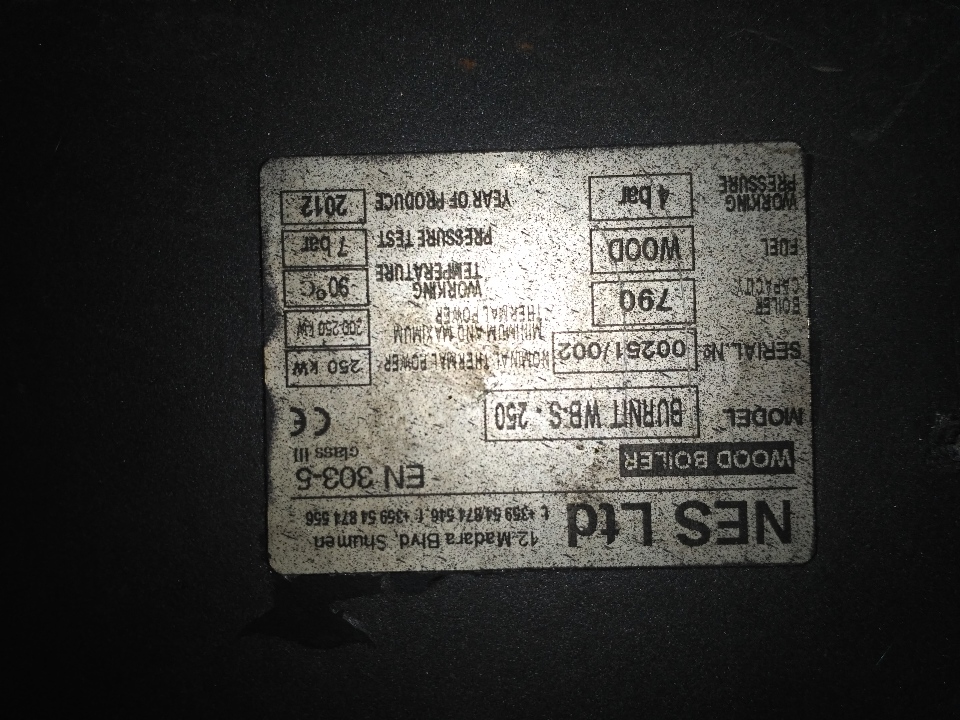 NES Ltd
12 Madara Blvd, Shumen
t. +359 54/874 546, f. +359 54 874 556
WOOD BOILER
EN 303-5
class III
MODEL BURNIT WB-S - 250
CE
SERIAL.Nº 00251/002
NOMINAL THERMAL POWER 250 kW
BOILER CAPACITY 790
MINIMUM AND MAXIMUM THERMAL POWER 200 250 kW
FUEL WOOD
WORKING TEMPERATURE 90°C
WORKING PRESSURE 4 bar
PRESSURE TEST 7 bar
YEAR OF PRODUCE 2012